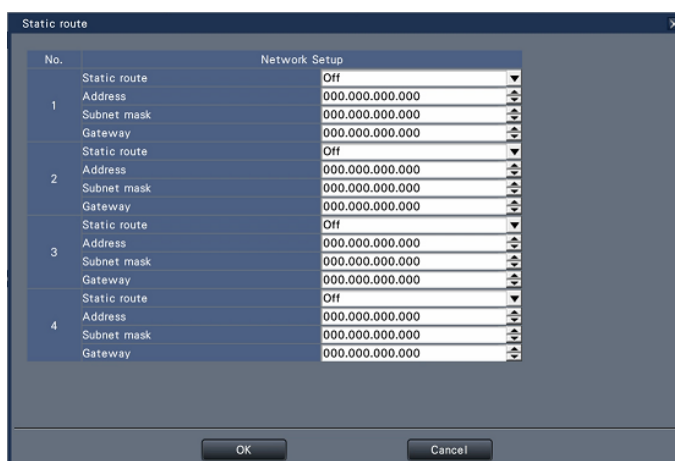 Static route
No. Network Setup
Static route Off
1 Address 000.000.000.000
Subnet mask 000.000.000.000
Gateway 000.000.000.000
Static route Off
2 Address 000.000.000.000
Subnet mask 000.000.000.000
Gateway 000.000.000.000
Static route Off
3 Address 000.000.000.000
Subnet mask 000.000.000.000
Gateway 000.000.000.000
Static route Off
4 Address 000.000.000.000
Subnet mask 000.000.000.000
Gateway 000.000.000.000
OK Cancel